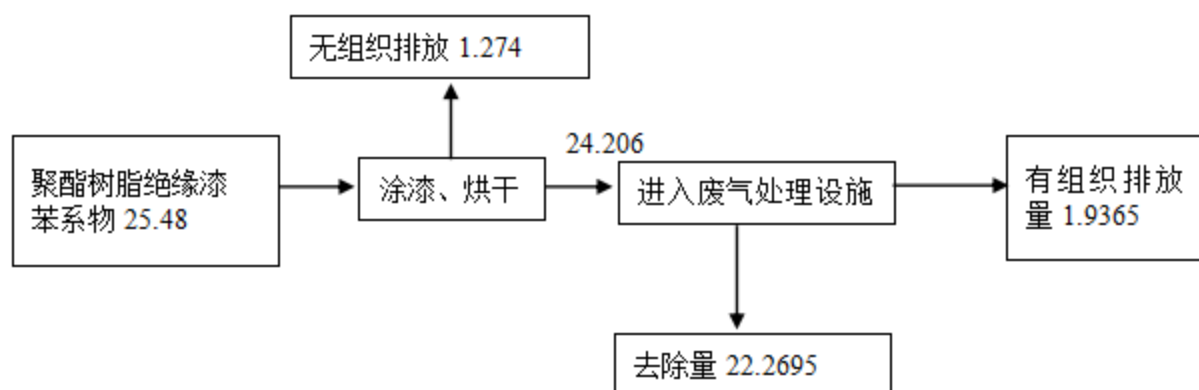 无组织排放 1.274
24.206
聚酯树脂绝缘漆
苯系物 25.48
涂漆、烘干
进入废气处理设施
有组织排放
量 1.9365
去除量 22.2695